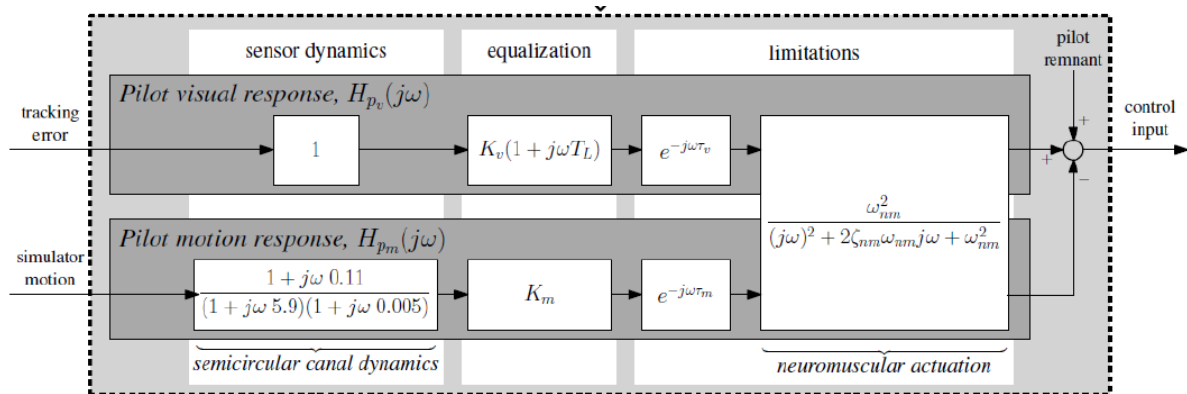 sensor dynamics
equalization
limitations
pilot
remnant
Pilot visual response, H_{p_v}(jω)
tracking
error
1
K_v(1 + jωT_L)
e^{-jωτ_v}
+
+
−
control
input
\frac{ω_{nm}^2}{(jω)^2 + 2ζ_{nm}ω_{nm}jω + ω_{nm}^2}
Pilot motion response, H_{p_m}(jω)
simulator
motion
\frac{1 + jω 0.11}{(1 + jω 5.9)(1 + jω 0.005)}
K_m
e^{-jωτ_m}
semicircular canal dynamics
neuromuscular actuation